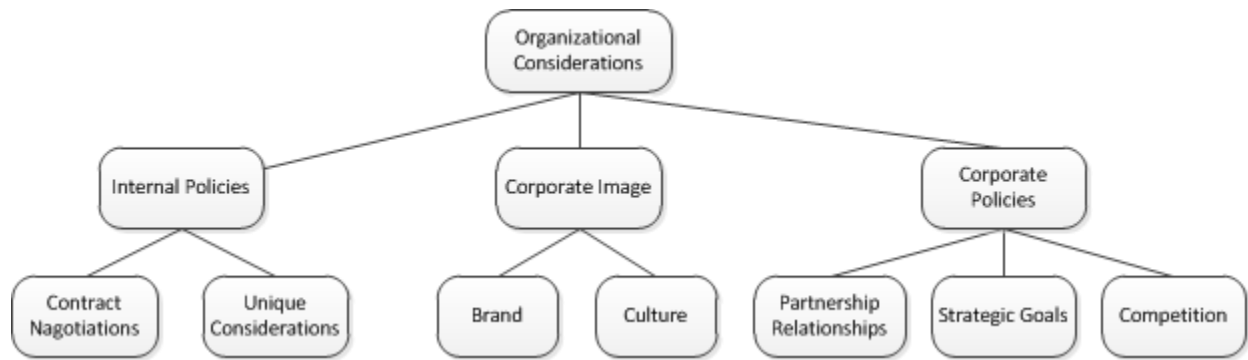 Organizational
Considerations
Internal Policies
Corporate Image
Corporate
Policies
Contract
Nagotiations
Unique
Considerations
Brand
Culture
Partnership
Relationships
Strategic Goals
Competition